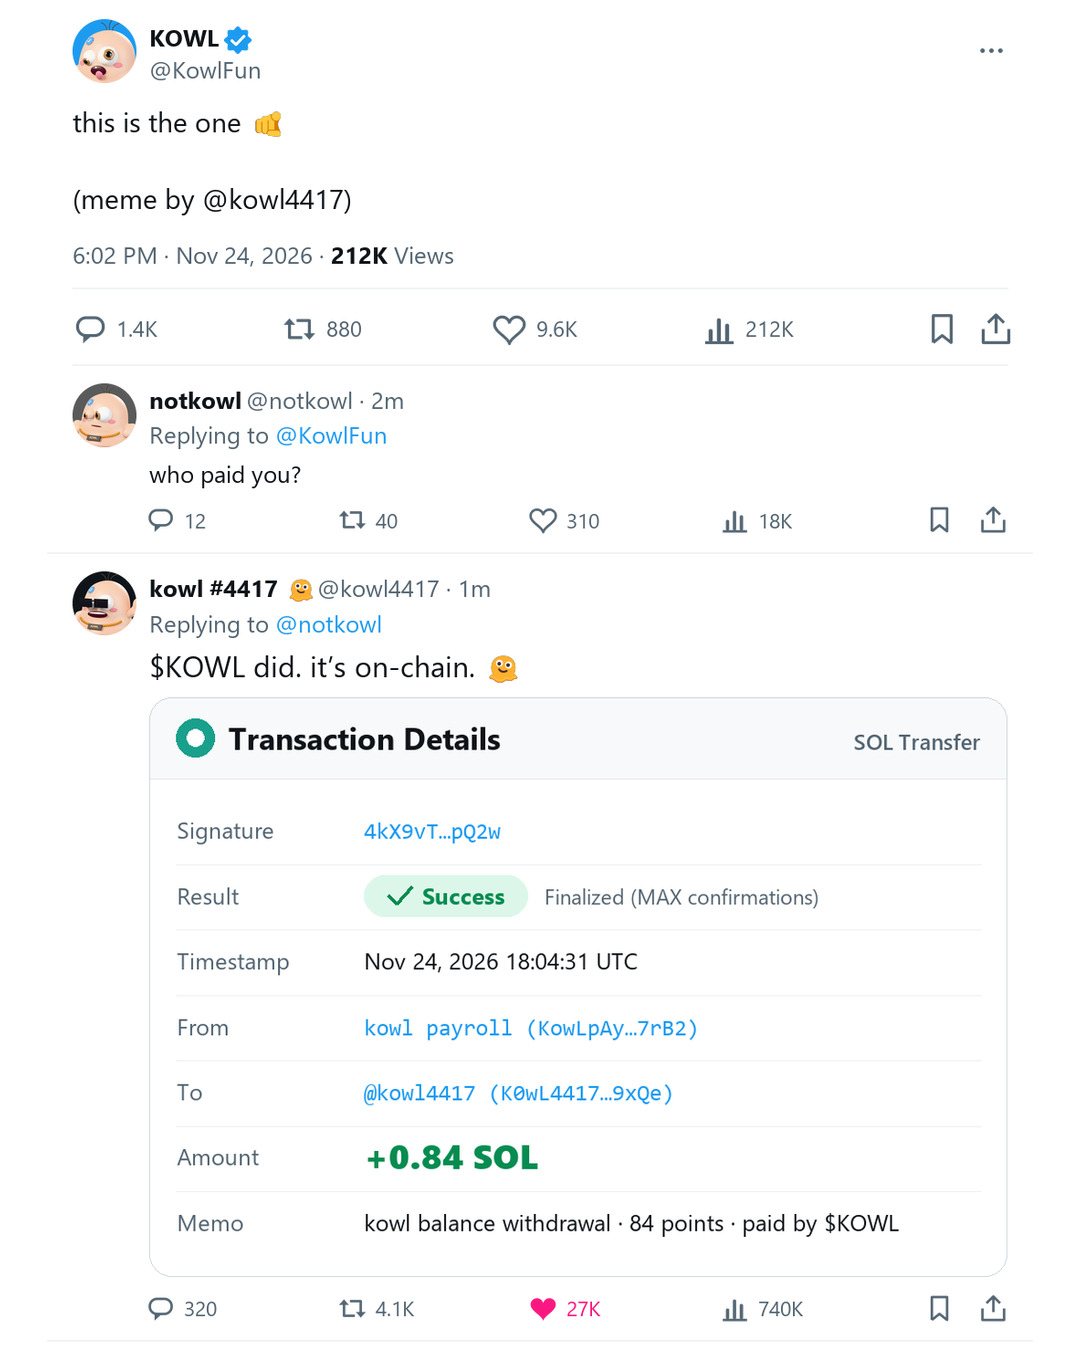 KOWL
@KowlFun
this is the one 🫵
(meme by @kowl4417)
6:02 PM · Nov 24, 2026 · 212K Views
1.4K 880 9.6K 212K
notkowl @notkowl · 2m
Replying to @KowlFun
who paid you?
12 40 310 18K
kowl #4417 🫠 @kowl4417 · 1m
Replying to @notkowl
$KOWL did. it’s on-chain. 🫠
Transaction Details SOL Transfer
Signature 4kX9vT…pQ2w
Result Success Finalized (MAX confirmations)
Timestamp Nov 24, 2026 18:04:31 UTC
From kowl payroll (KowLpAy…7rB2)
To @kowl4417 (K0wL4417…9xQe)
Amount +0.84 SOL
Memo kowl balance withdrawal · 84 points · paid by $KOWL
320 4.1K 27K 740K